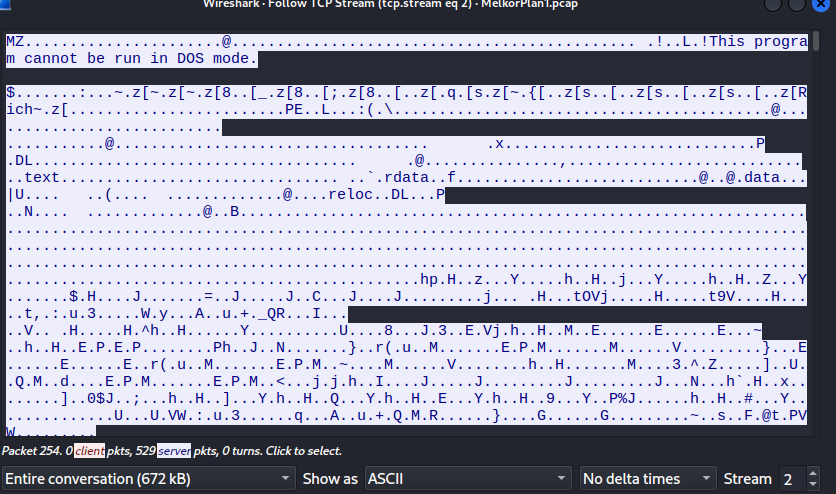 Wireshark · Follow TCP Stream (tcp.stream eq 2) · MelkorPlan1.pcap
MZ......................@........................................... .!..L.!This progra
m cannot be run in DOS mode.
$.......:...~.z[~.z[~.z[8..[_.z[8..[;.z[8..[..z[.q.[s.z[~.{[..z[s..[..z[s..[..z[s..[..z[R
ich~.z[........................PE..L...:(.\..........................................@...
........................
...........@................................... .x............................P
.DL................................... .@...............,..........................
..text............................... ..`.rdata..f...........................@..@.data...
|U.... ..(.... .............@....reloc..DL...P
..N.... .............@..B...............................................................
..............................................hp.H..z...Y.....h..H..j...Y.....h..H..Z...Y
.......$.H....J.......=..J.....J..C...J....J.........j.... .H...tOVj.....H.....t9V....H...
..t,.:.u.3.....W.y...A..u.+._QR...I...
..V.. .H.....H.^h..H......Y..........U....8...J.3..E.Vj.h..H..M..E......E......E...~
..h..H..E.P.E.P........Ph..J..N.......}..r(.u..M.......E.P.M.......M......V.........}...E
......E......E..r(.u..M.......E.P.M..~....M......V........h..H.......M...3.^.Z.....]..U.
.Q.M..d....E.P.M.......E.P.M..<...j.j.h..I....J.....J.........J.........J...N...h`.H..x..
......]..0$J..;...h..H..]...Y.h..H..Q...Y.h..H..E...Y.h..H..9...Y..P%J......h..H..#...Y..
............U...U.VW.:.u.3......q...A..u.+.Q.M.R......}....G......G.........~..s..F.@t.PV
W.........
Packet 254. 0 client pkts, 529 server pkts, 0 turns. Click to select.
Entire conversation (672 kB) Show as ASCII No delta times Stream 2